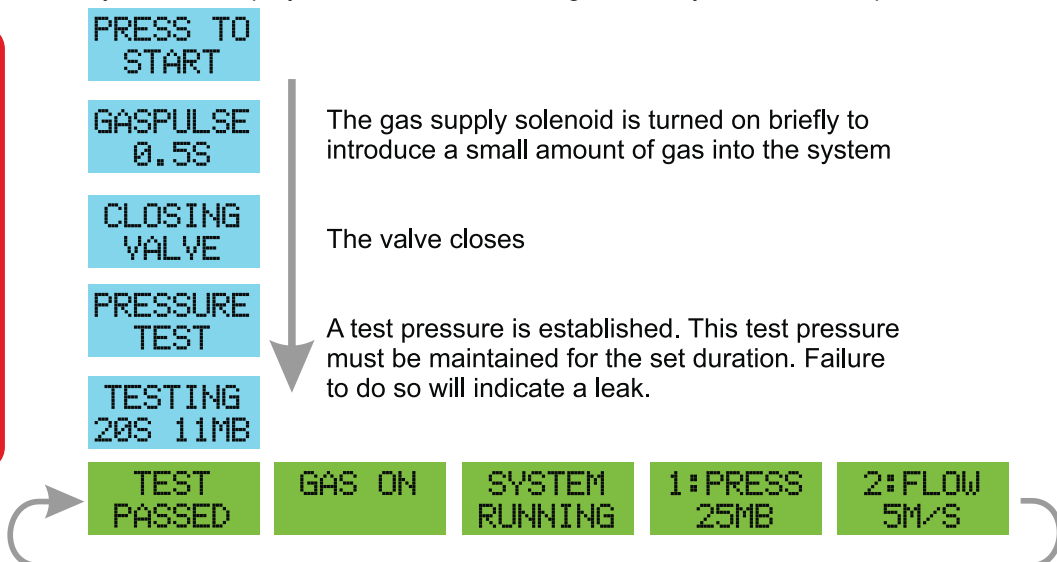 PRESS TO
START
GASPULSE
0.5S
The gas supply solenoid is turned on briefly to
introduce a small amount of gas into the system
CLOSING
VALVE
The valve closes
PRESSURE
TEST
A test pressure is established. This test pressure
must be maintained for the set duration. Failure
to do so will indicate a leak.
TESTING
20S 11MB
TEST
PASSED
GAS ON
SYSTEM
RUNNING
1:PRESS
25MB
2:FLOW
5M/S